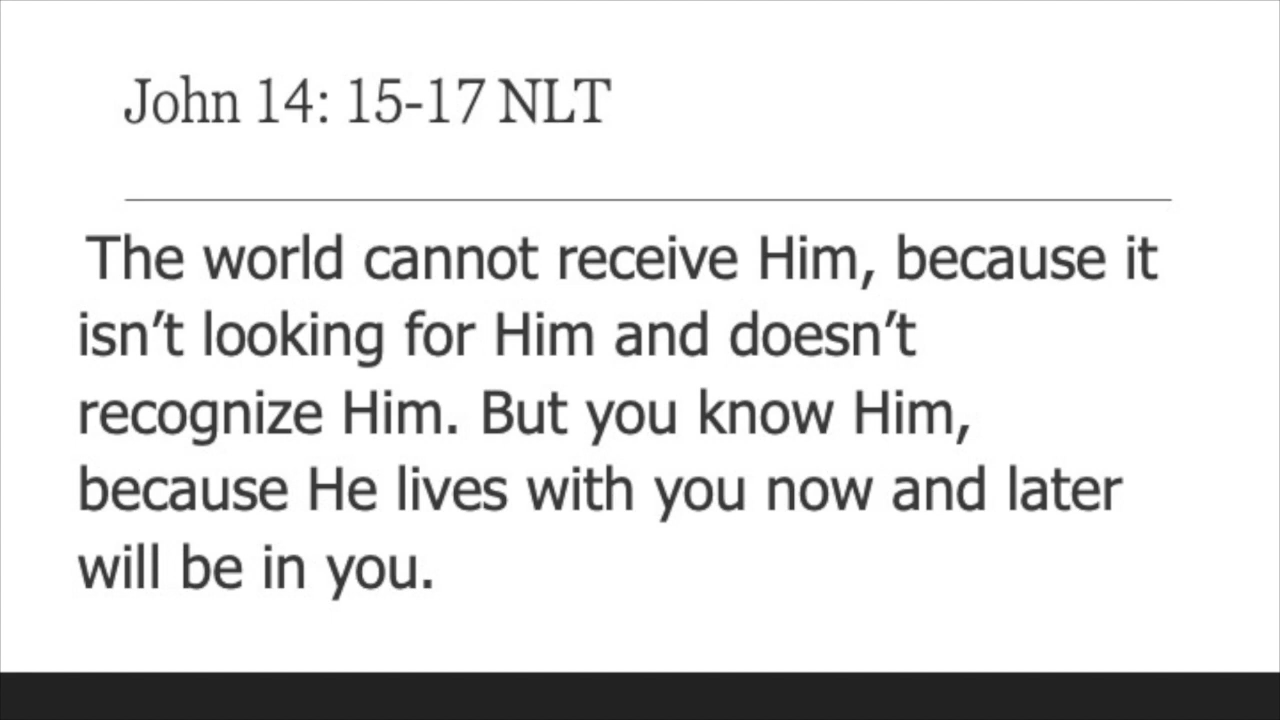 John 14: 15-17 NLT
The world cannot receive Him, because it
isn’t looking for Him and doesn’t
recognize Him. But you know Him,
because He lives with you now and later
will be in you.